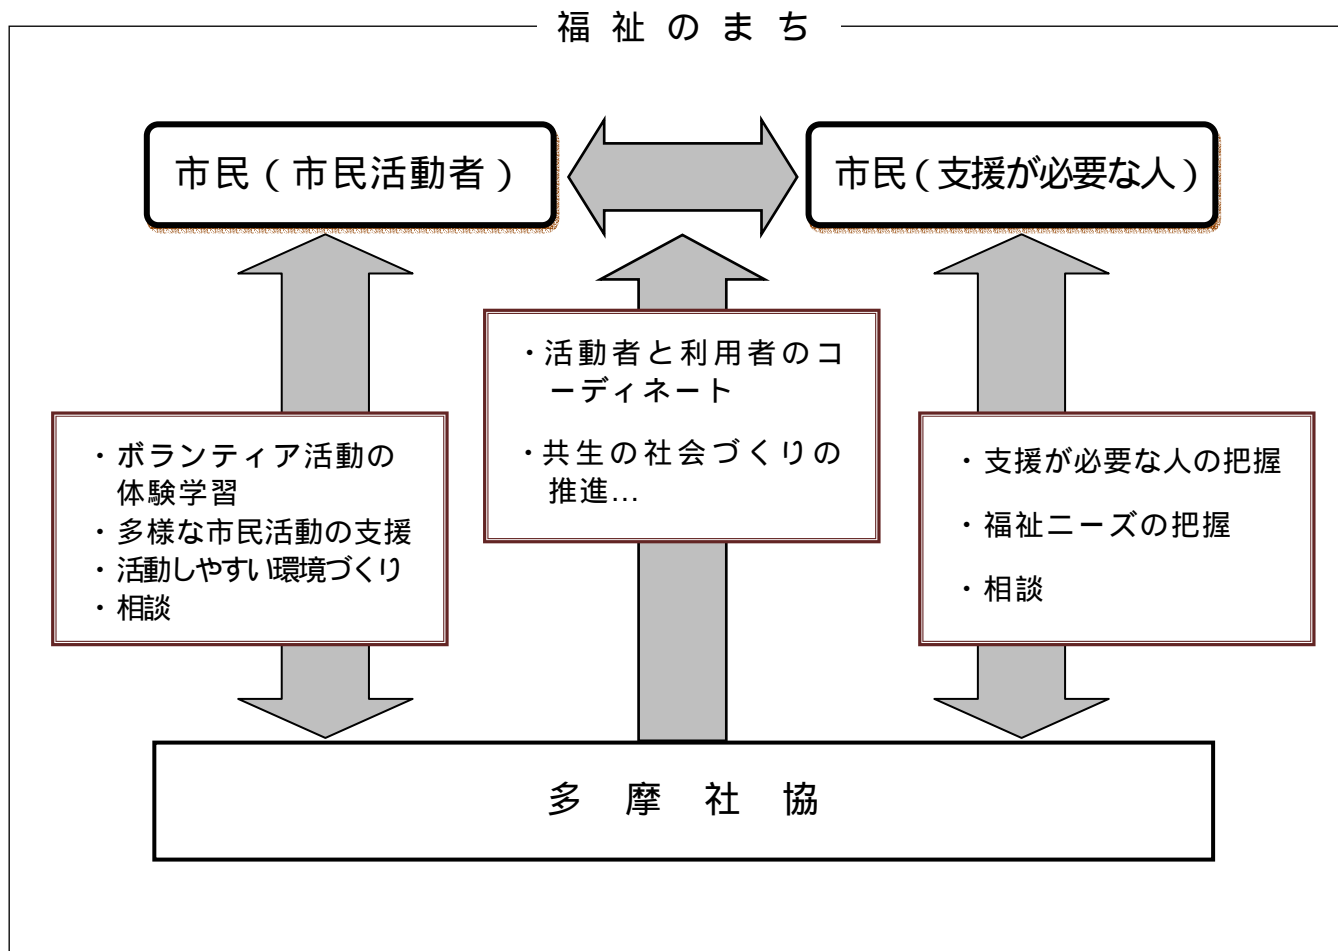 福祉のまち
市民(市民活動者)
市民(支援が必要な人)
・活動者と利用者のコ
ーディネート
・共生の社会づくりの
推進…
・ボランティア活動の
体験学習
・多様な市民活動の支援
・活動しやすい環境づくり
・相談
・支援が必要な人の把握
・福祉ニーズの把握
・相談
多摩社協